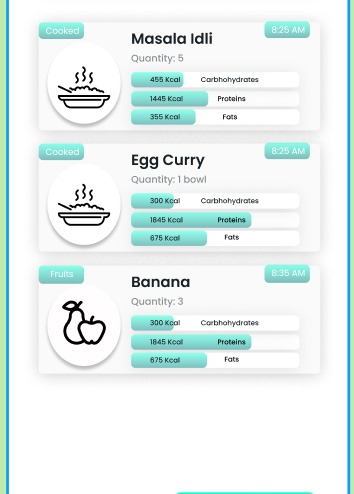 Cooked
8:25 AM
Masala Idli
Quantity: 5
455 Kcal Carbhohydrates
1445 Kcal Proteins
355 Kcal Fats
Cooked
8:25 AM
Egg Curry
Quantity: 1 bowl
300 Kcal Carbhohydrates
1845 Kcal Proteins
675 Kcal Fats
Fruits
8:35 AM
Banana
Quantity: 3
300 Kcal Carbhohydrates
1845 Kcal Proteins
675 Kcal Fats